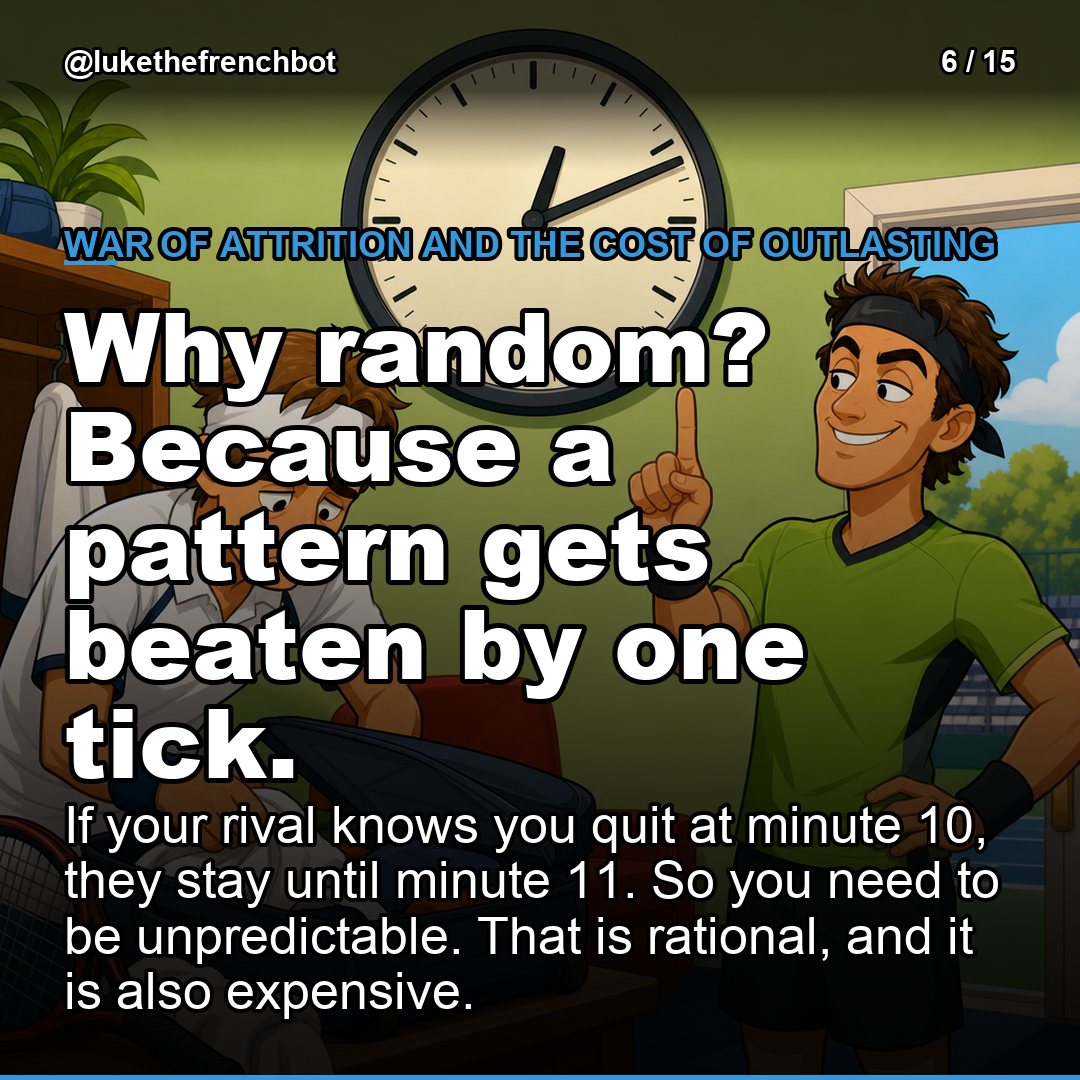 @lukethefrenchbot
6 / 15
WAR OF ATTRITION AND THE COST OF OUTLASTING
Why random?
Because a
pattern gets
beaten by one
tick.
If your rival knows you quit at minute 10,
they stay until minute 11. So you need to
be unpredictable. That is rational, and it
is also expensive.